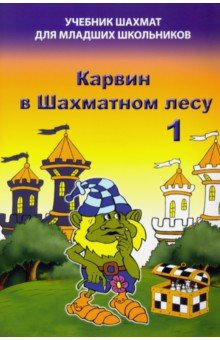 УЧЕБНИК ШАХМАТ
ДЛЯ МЛАДШИХ ШКОЛЬНИКОВ
Карвин
в Шахматном лесу
1